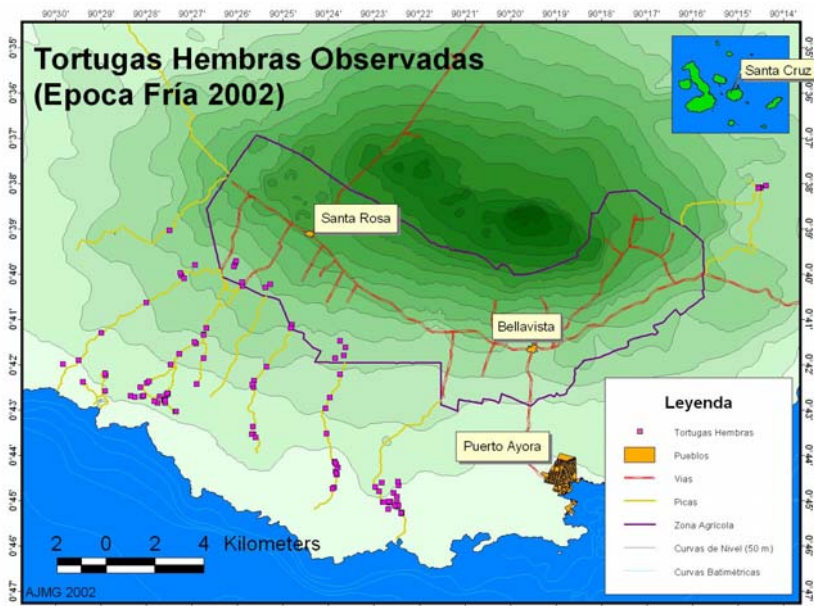 90°30' 90°29' 90°28' 90°27' 90°26' 90°25' 90°24' 90°23' 90°22' 90°21' 90°20' 90°19' 90°18' 90°17' 90°16' 90°15' 90°14'
Tortugas Hembras Observadas
(Epoca Fría 2002)
Santa Cruz
Santa Rosa
Bellavista
Puerto Ayora
Leyenda
Tortugas Hembras
Pueblos
Vias
Picas
Zona Agrícola
Curvas de Nivel (50 m)
Curvas Batimétricas
2 0 2 4 Kilometers
AJMG 2002
0°35'
0°36'
0°37'
0°38'
0°39'
0°40'
0°41'
0°42'
0°43'
0°44'
0°45'
0°46'
0°47'